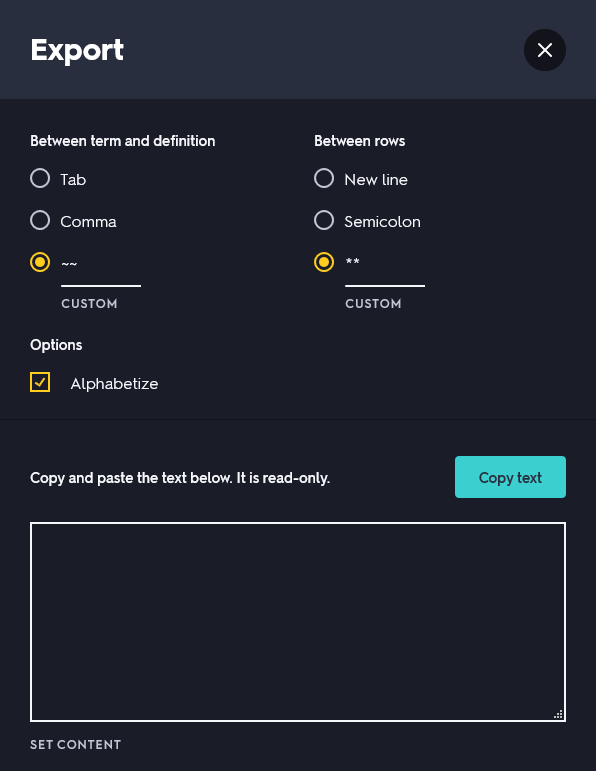 Export
Between term and definition
Between rows
Tab
New line
Comma
Semicolon
~~
**
CUSTOM
CUSTOM
Options
Alphabetize
Copy and paste the text below. It is read-only.
Copy text
SET CONTENT